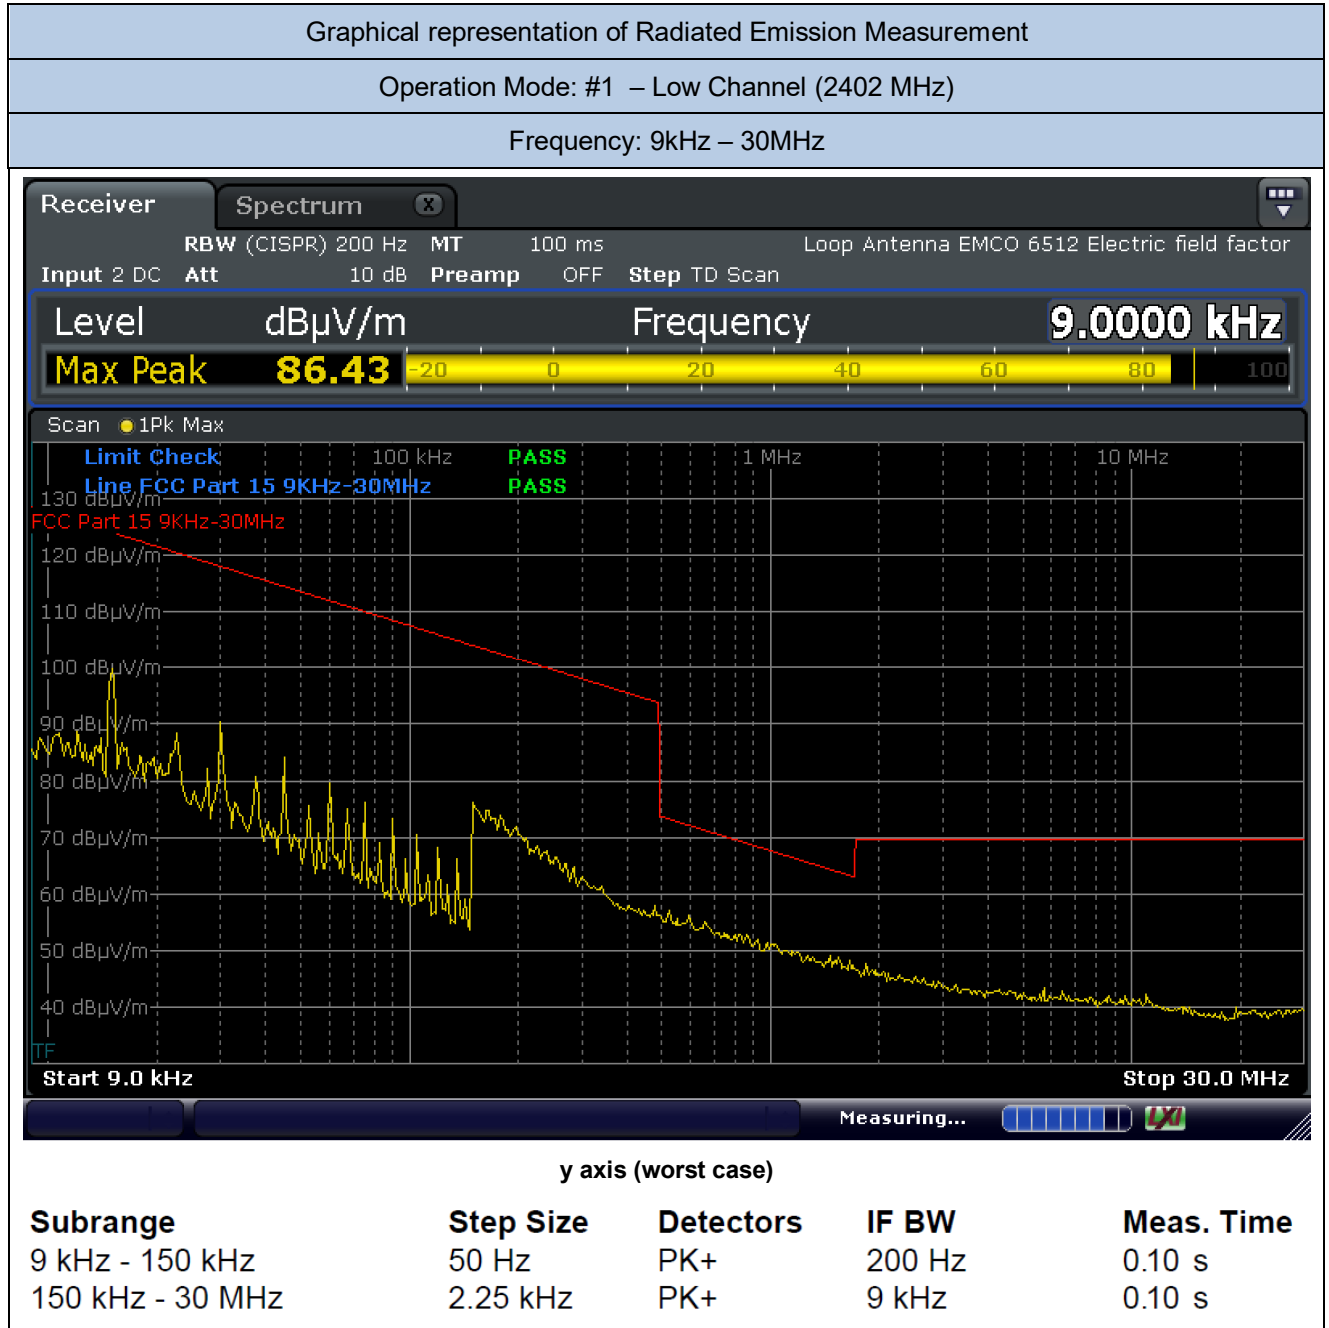 Graphical representation of Radiated Emission Measurement
Operation Mode: #1 – Low Channel (2402 MHz)
Frequency: 9kHz – 30MHz
Receiver Spectrum X
RBW (CISPR) 200 Hz MT 100 ms Loop Antenna EMCO 6512 Electric field factor
Input 2 DC Att 10 dB Preamp OFF Step TD Scan
Level dBµV/m Frequency 9.0000 kHz
Max Peak 86.43 -20 0 20 40 60 80 100
Scan 1Pk Max
Limit Check 100 kHz PASS 1 MHz 10 MHz
Line FCC Part 15 9KHz-30MHz PASS
130 dBµV/m
FCC Part 15 9KHz-30MHz
120 dBµV/m
110 dBµV/m
100 dBµV/m
90 dBµV/m
80 dBµV/m
70 dBµV/m
60 dBµV/m
50 dBµV/m
40 dBµV/m
TF
Start 9.0 kHz Stop 30.0 MHz
Measuring... LXI
y axis (worst case)
Subrange Step Size Detectors IF BW Meas. Time
9 kHz - 150 kHz 50 Hz PK+ 200 Hz 0.10 s
150 kHz - 30 MHz 2.25 kHz PK+ 9 kHz 0.10 s